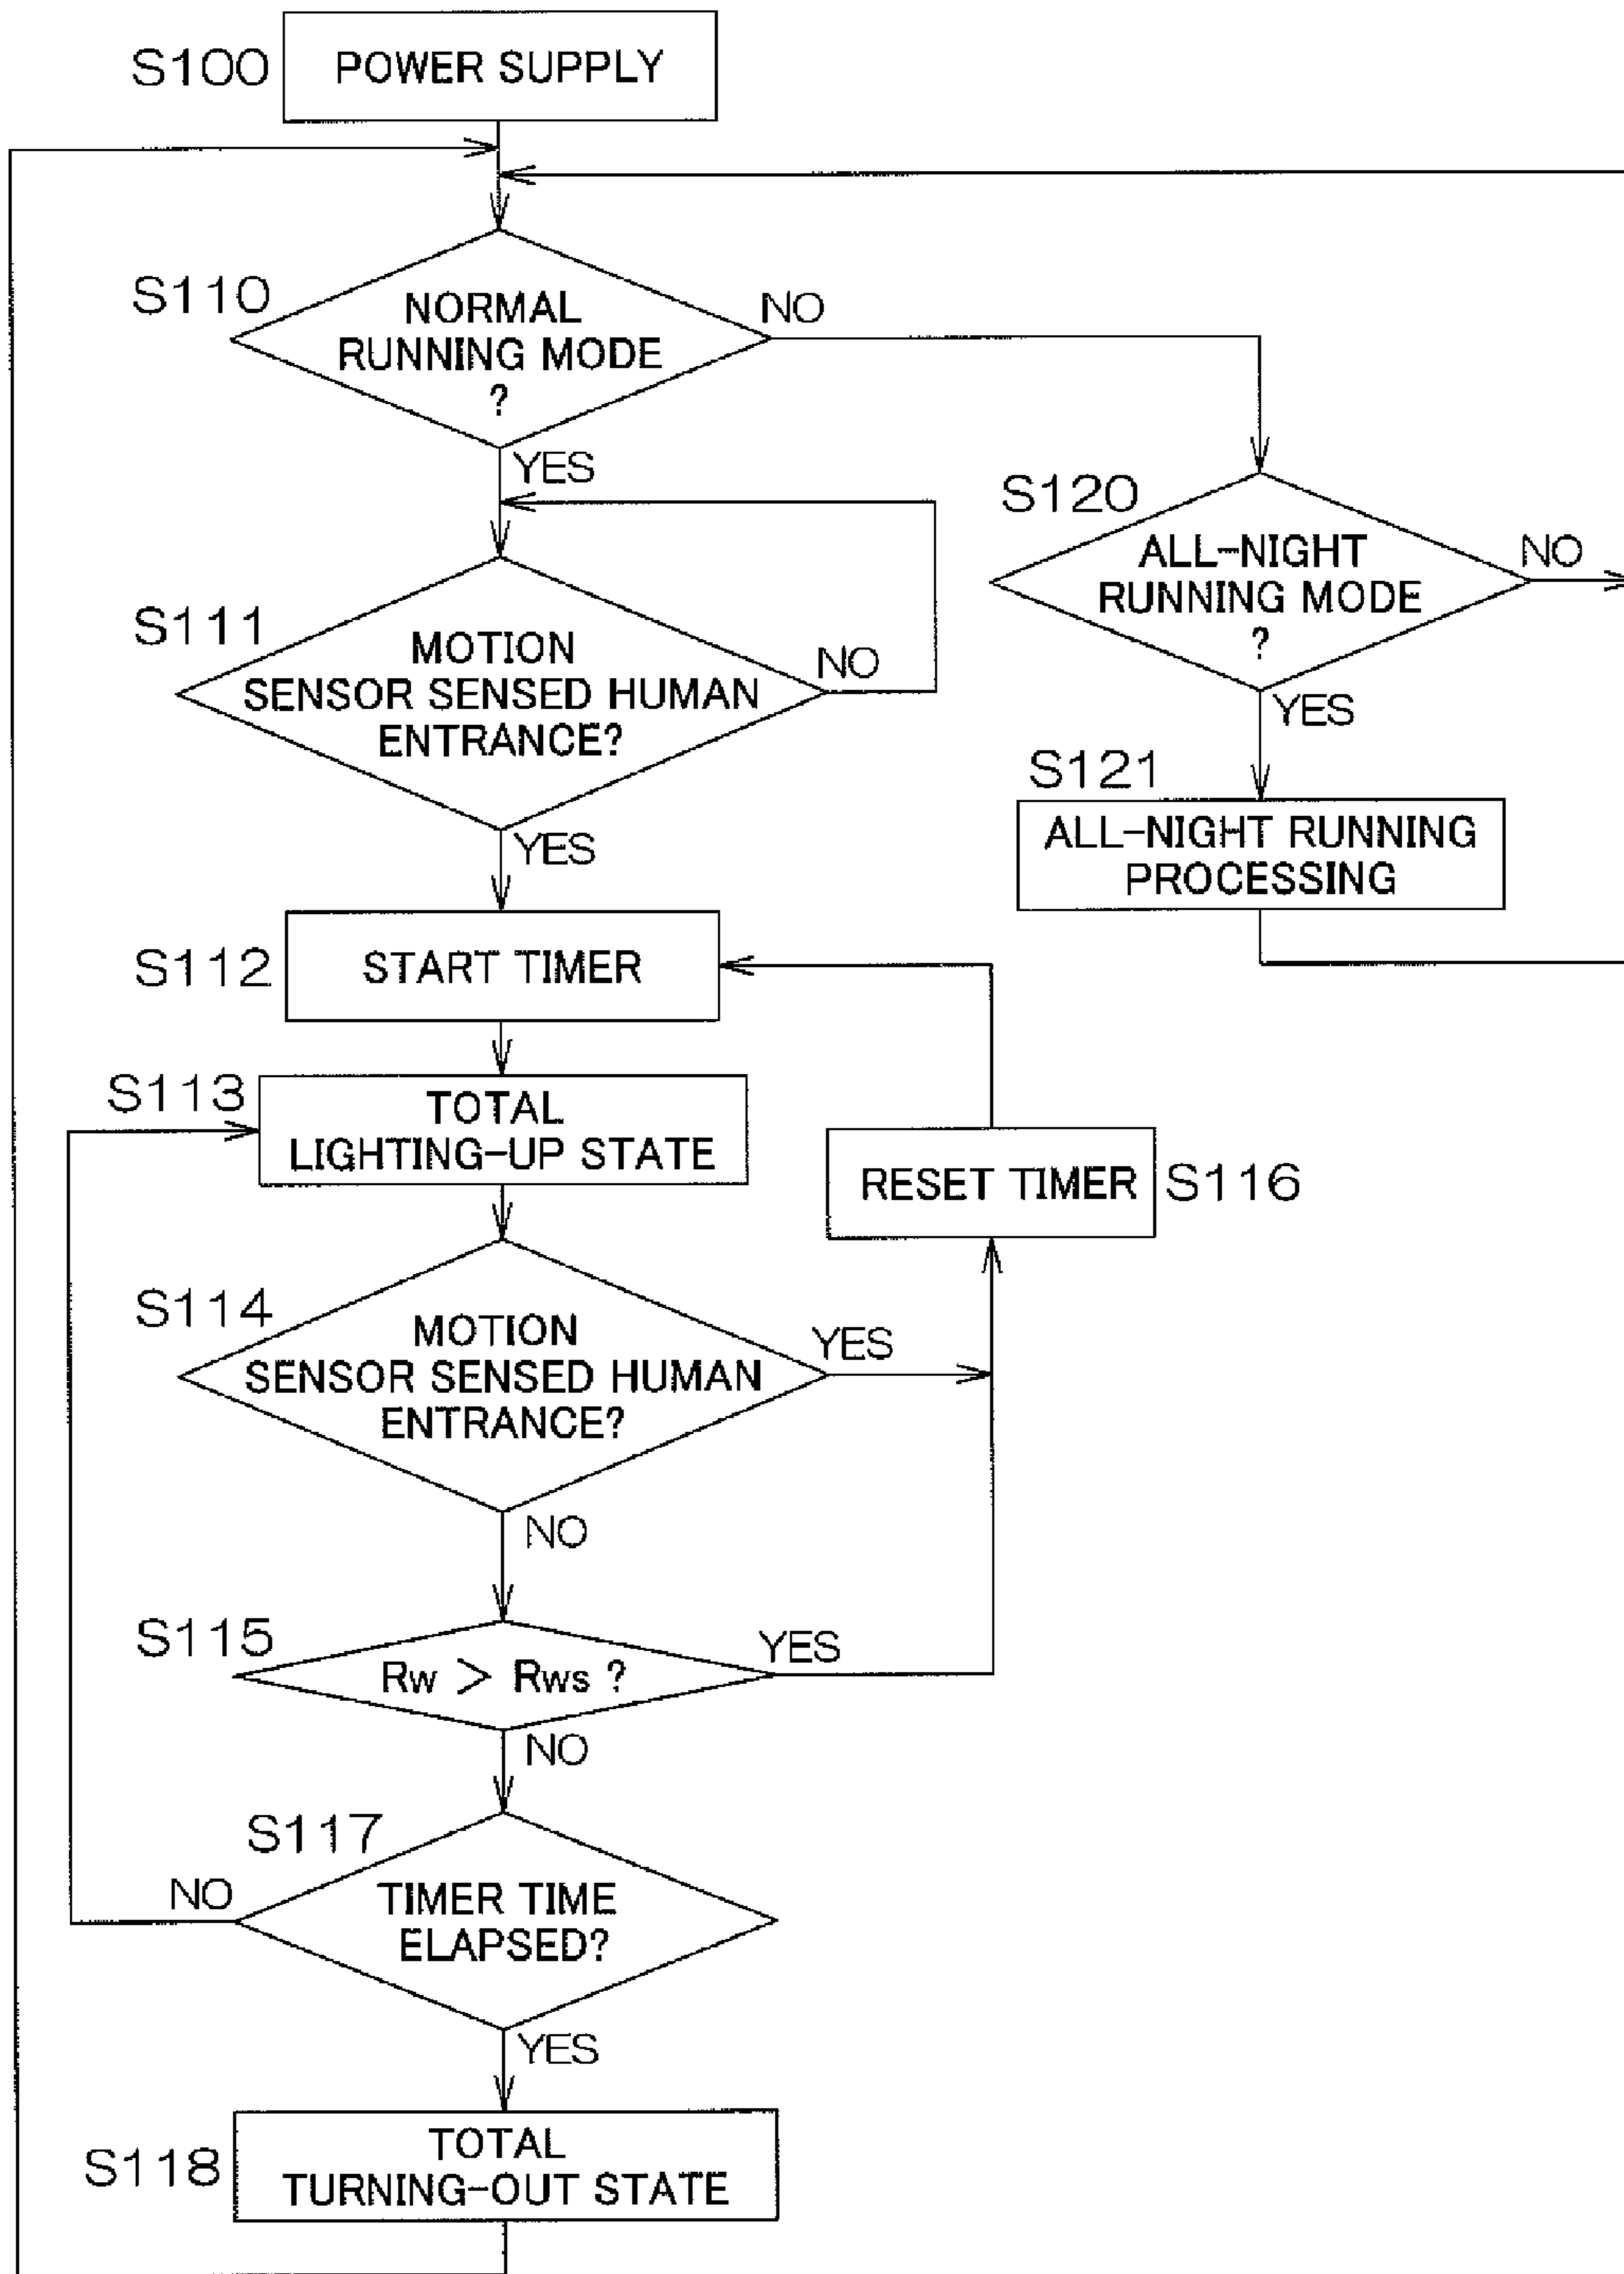 S100
POWER SUPPLY
S110
NORMAL
RUNNING MODE
?
NO
YES
S120
ALL-NIGHT
RUNNING MODE
?
NO
YES
S111
MOTION
SENSOR SENSED HUMAN
ENTRANCE?
NO
YES
S121
ALL-NIGHT RUNNING
PROCESSING
S112
START TIMER
S113
TOTAL
LIGHTING-UP STATE
RESET TIMER
S116
S114
MOTION
SENSOR SENSED HUMAN
ENTRANCE?
YES
NO
S115
Rw > Rws ?
YES
NO
S117
TIMER TIME
ELAPSED?
NO
YES
S118
TOTAL
TURNING-OUT STATE